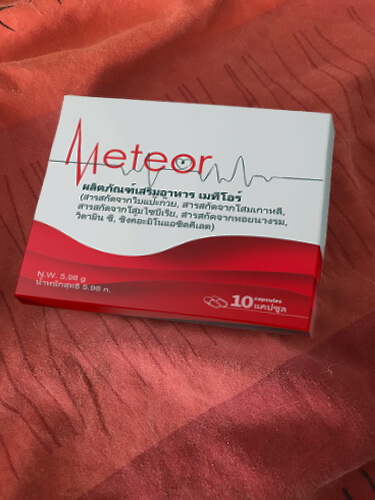 Meteor
ผลิตภัณฑ์เสริมอาหาร เมทีโอร์
(สารสกัดจากใบแปะก๊วย, สารสกัดจากโสมเกาหลี,
สารสกัดจากโสมไซบีเรีย, สารสกัดจากหอยนางรม,
วิตามิน ซี, ซิงคอะมิโนแอซิดคีเลต)
N.W. 5.98 g
น้ำหนักสุทธิ 5.98 ก.
10 capsules
แคปซูล